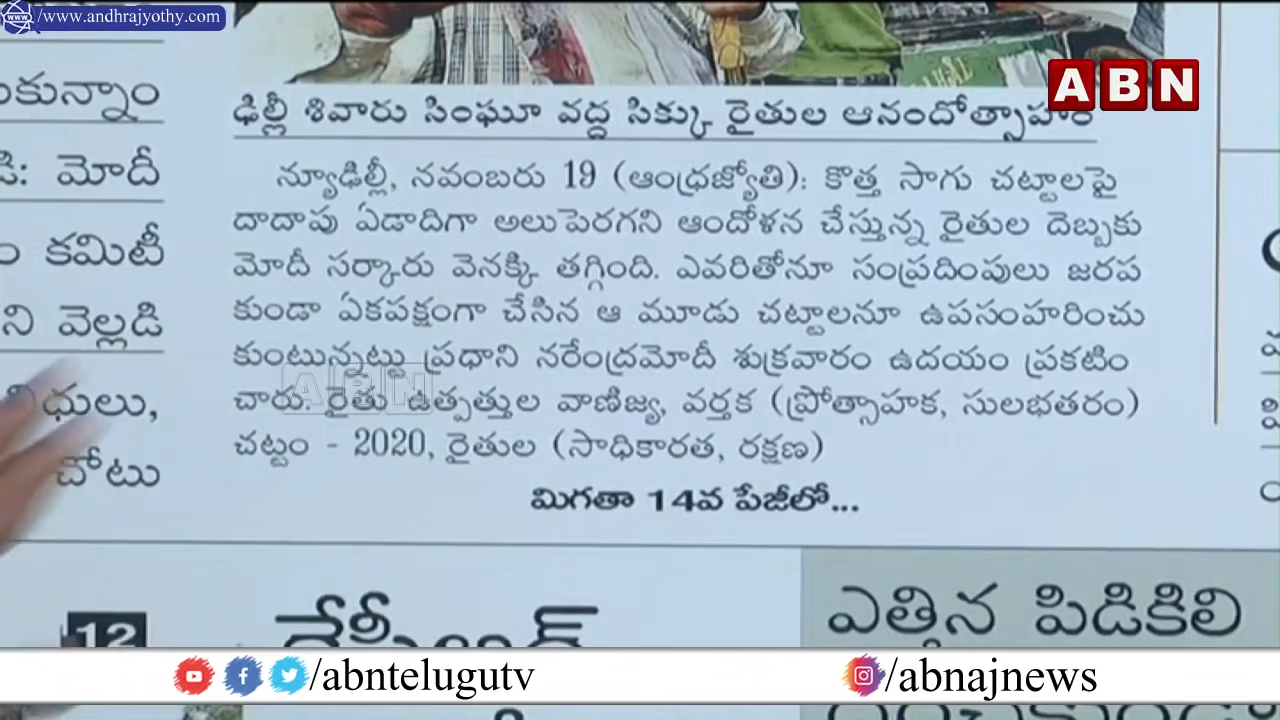 www.andhrajyothy.com
ABN
కున్నాం
మోదీ
కమిటీ
ని వెల్లడి
చోటు
ఢిల్లీ శివారు సింఘూ వద్ద సిక్కు రైతుల ఆనందోత్సాహం
న్యూఢిల్లీ, నవంబరు 19 (ఆంధ్రజ్యోతి): కొత్త సాగు చట్టాలపై
దాదాపు ఏడాదిగా అలుపెరగని ఆందోళన చేస్తున్న రైతుల దెబ్బకు
మోదీ సర్కారు వెనక్కి తగ్గింది. ఎవరితోనూ సంప్రదింపులు జరప
కుండా ఏకపక్షంగా చేసిన ఆ మూడు చట్టాలనూ ఉపసంహరించు
కుంటున్నట్టు ప్రధాని నరేంద్రమోదీ శుక్రవారం ఉదయం ప్రకటిం
చారు. రైతు ఉత్పత్తుల వాణిజ్య, వర్తక (ప్రోత్సాహక, సులభతరం)
చట్టం - 2020, రైతుల (సాధికారత, రక్షణ)
మిగతా 14వ పేజీలో...
ABN
12
ఎత్తిన పిడికిలి
/abntelugutv
/abnajnews